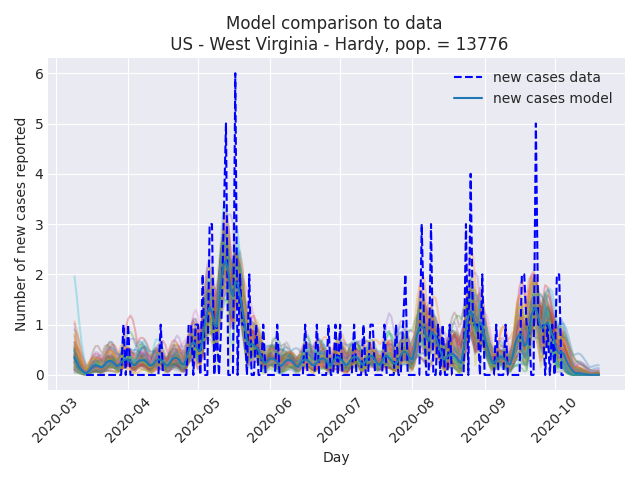 Model comparison to data
US - West Virginia - Hardy, pop. = 13776
new cases data
new cases model
Number of new cases reported
6
5
4
3
2
1
0
2020-03
2020-04
2020-05
2020-06
2020-07
2020-08
2020-09
2020-10
Day